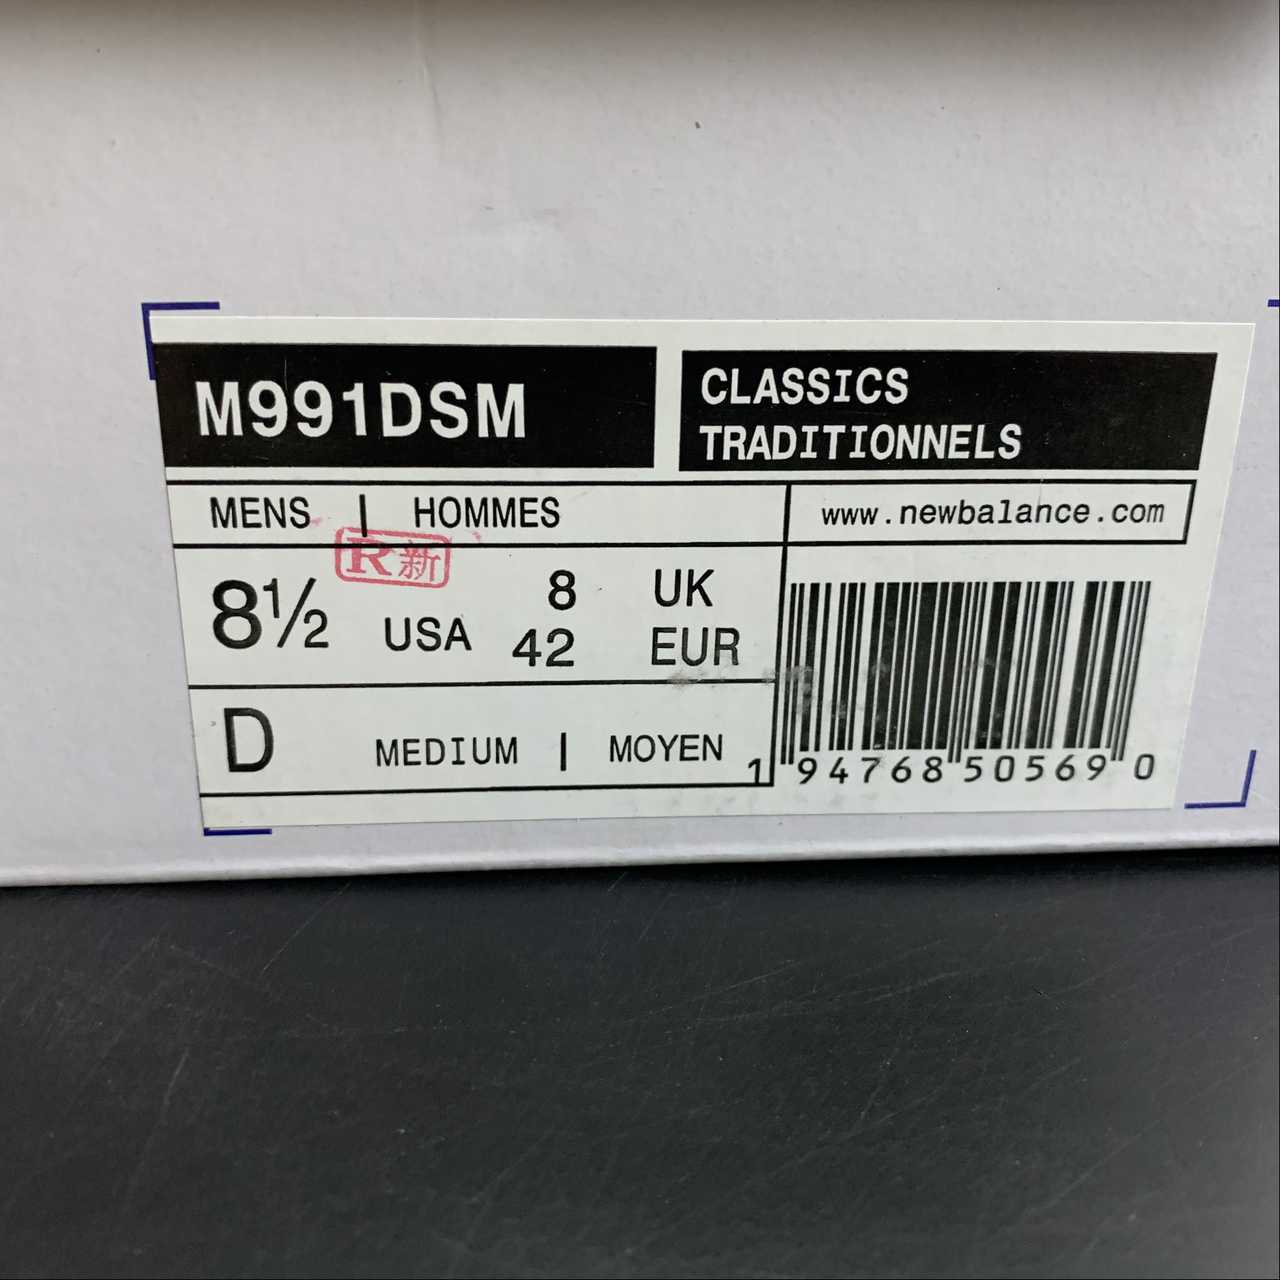 M991DSM
CLASSICS
TRADITIONNELS
MENS | HOMMES
www.newbalance.com
R新
8½ USA
8 UK
42 EUR
D MEDIUM | MOYEN
1 94768 50569 0